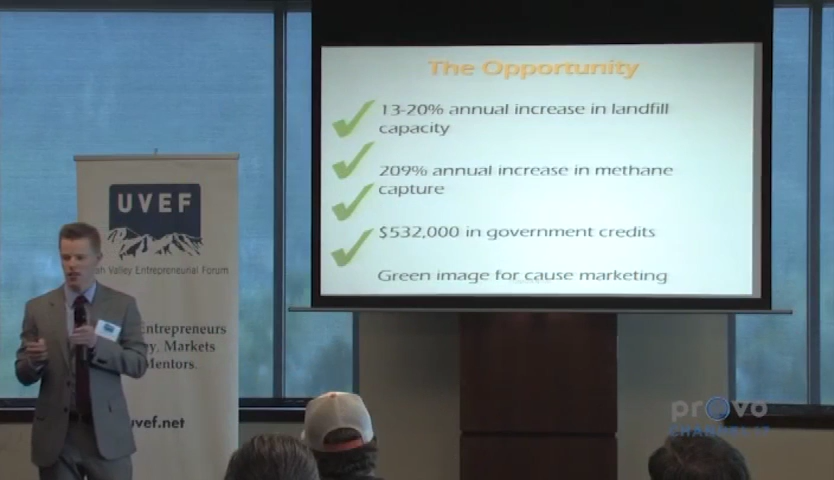 The Opportunity
13-20% annual increase in landfill
capacity
209% annual increase in methane
capture
$532,000 in government credits
Green image for cause marketing
UVEF
Valley Entrepreneurial Forum
Entrepreneurs
Markets
Mentors.
uvef.net
provo